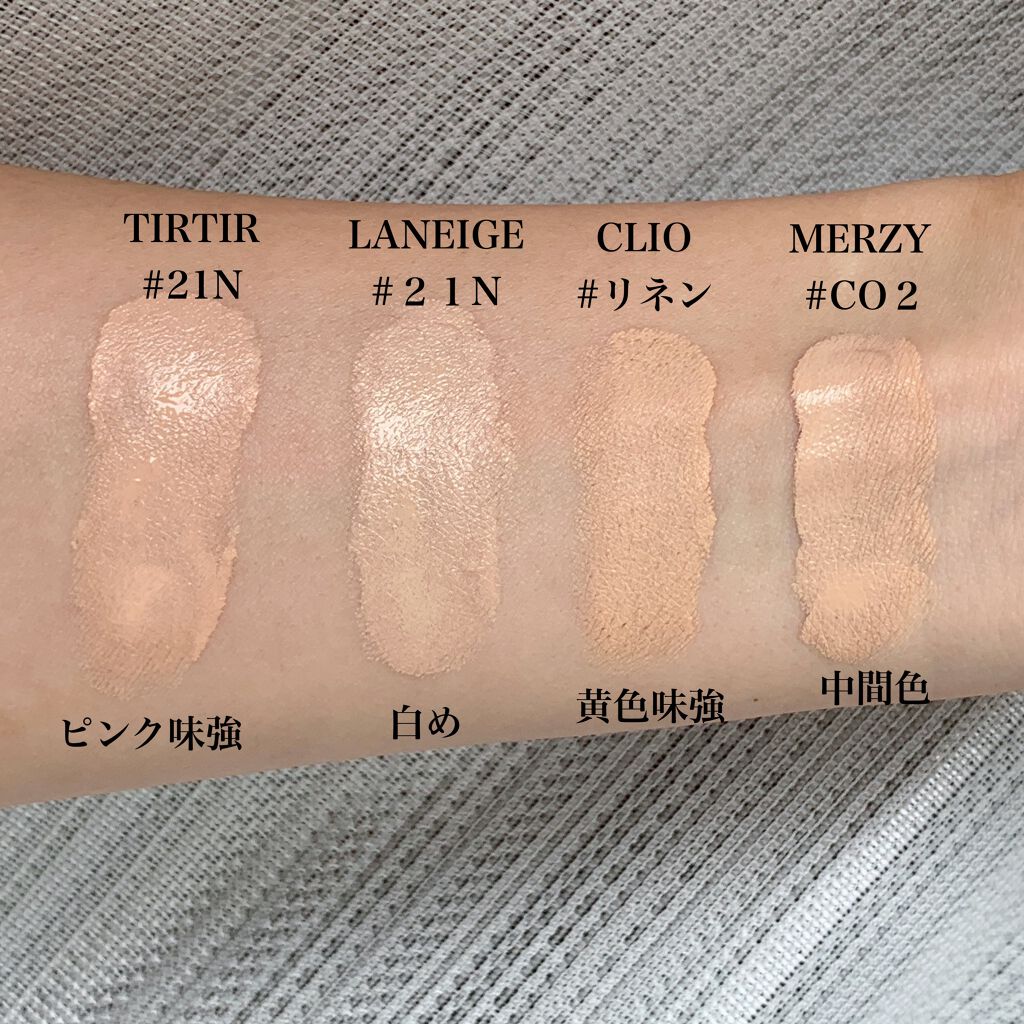 TIRTIR
#21N
LANEIGE
#２１N
CLIO
#リネン
MERZY
#CO２
ピンク味強
白め
黄色味強
中間色